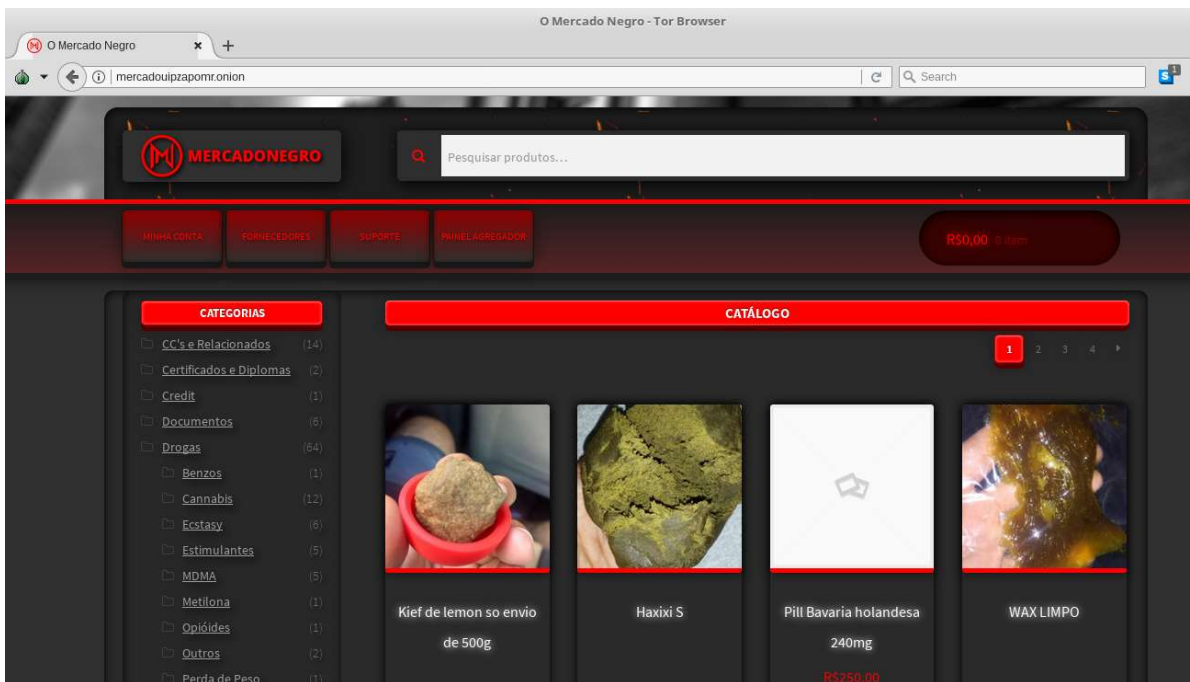 O Mercado Negro - Tor Browser
O Mercado Negro
mercadouipzapomr.onion
Search
1
MERCADONEGRO
Pesquisar produtos...
MINHA CONTA
FORNECEDORES
SUPORTE
PAINEL AGREGADOR
R$0,00 0 item
CATEGORIAS
CC's e Relacionados (14)
Certificados e Diplomas (2)
Credit (1)
Documentos (6)
Drogas (64)
Benzos (1)
Cannabis (12)
Ecstasy (6)
Estimulantes (5)
MDMA (5)
Metilona (1)
Opióides (1)
Outros (2)
Perda de Peso (1)
CATÁLOGO
1 2 3 4
Kief de lemon so envio
de 500g
Haxixi S
Pill Bavaria holandesa
240mg
R$250,00
WAX LIMPO